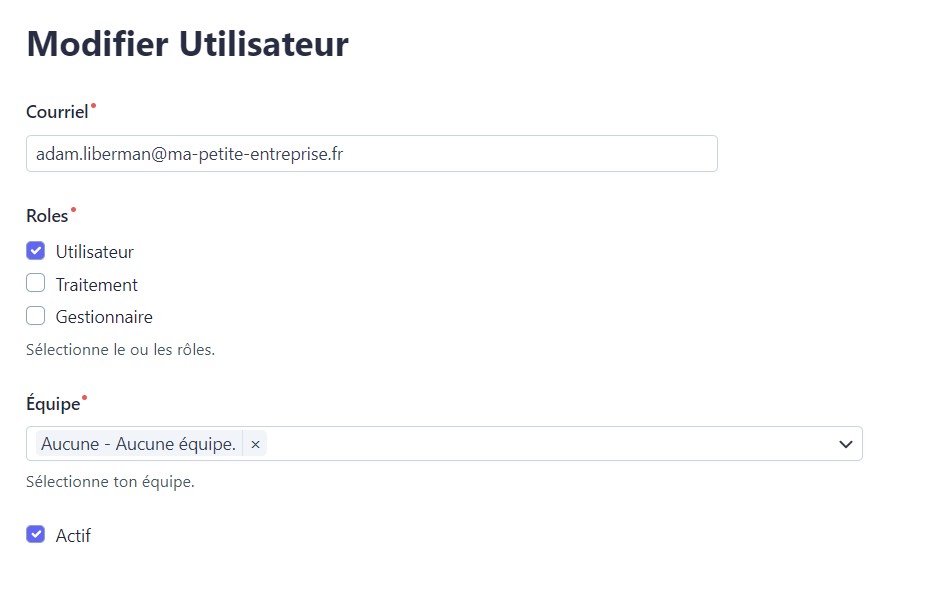 Modifier Utilisateur
Courriel
adam.liberman@ma-petite-entreprise.fr
Roles
Utilisateur
Traitement
Gestionnaire
Sélectionne le ou les rôles.
Équipe
Aucune - Aucune équipe. ×
Sélectionne ton équipe.
Actif